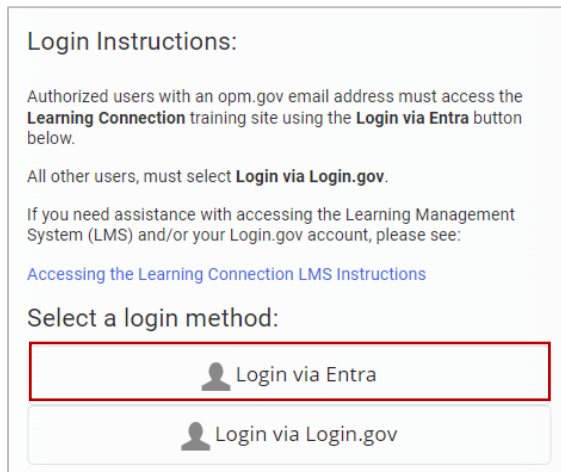 Login Instructions:
Authorized users with an opm.gov email address must access the
Learning Connection training site using the Login via Entra button
below.
All other users, must select Login via Login.gov.
If you need assistance with accessing the Learning Management
System (LMS) and/or your Login.gov account, please see:
Accessing the Learning Connection LMS Instructions
Select a login method:
Login via Entra
Login via Login.gov